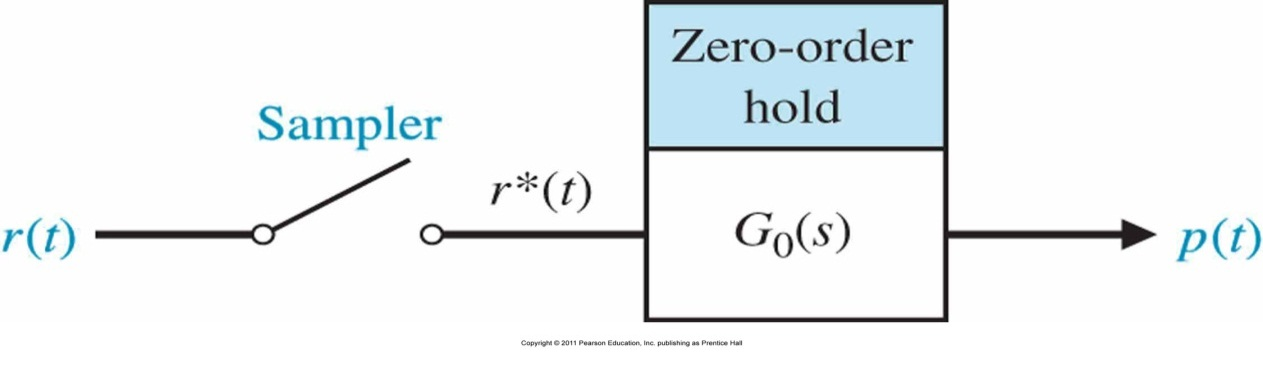 Zero-order
hold
Sampler
r*(t)
r(t)
G₀(s)
p(t)
Copyright © 2011 Pearson Education, Inc. publishing as Prentice Hall